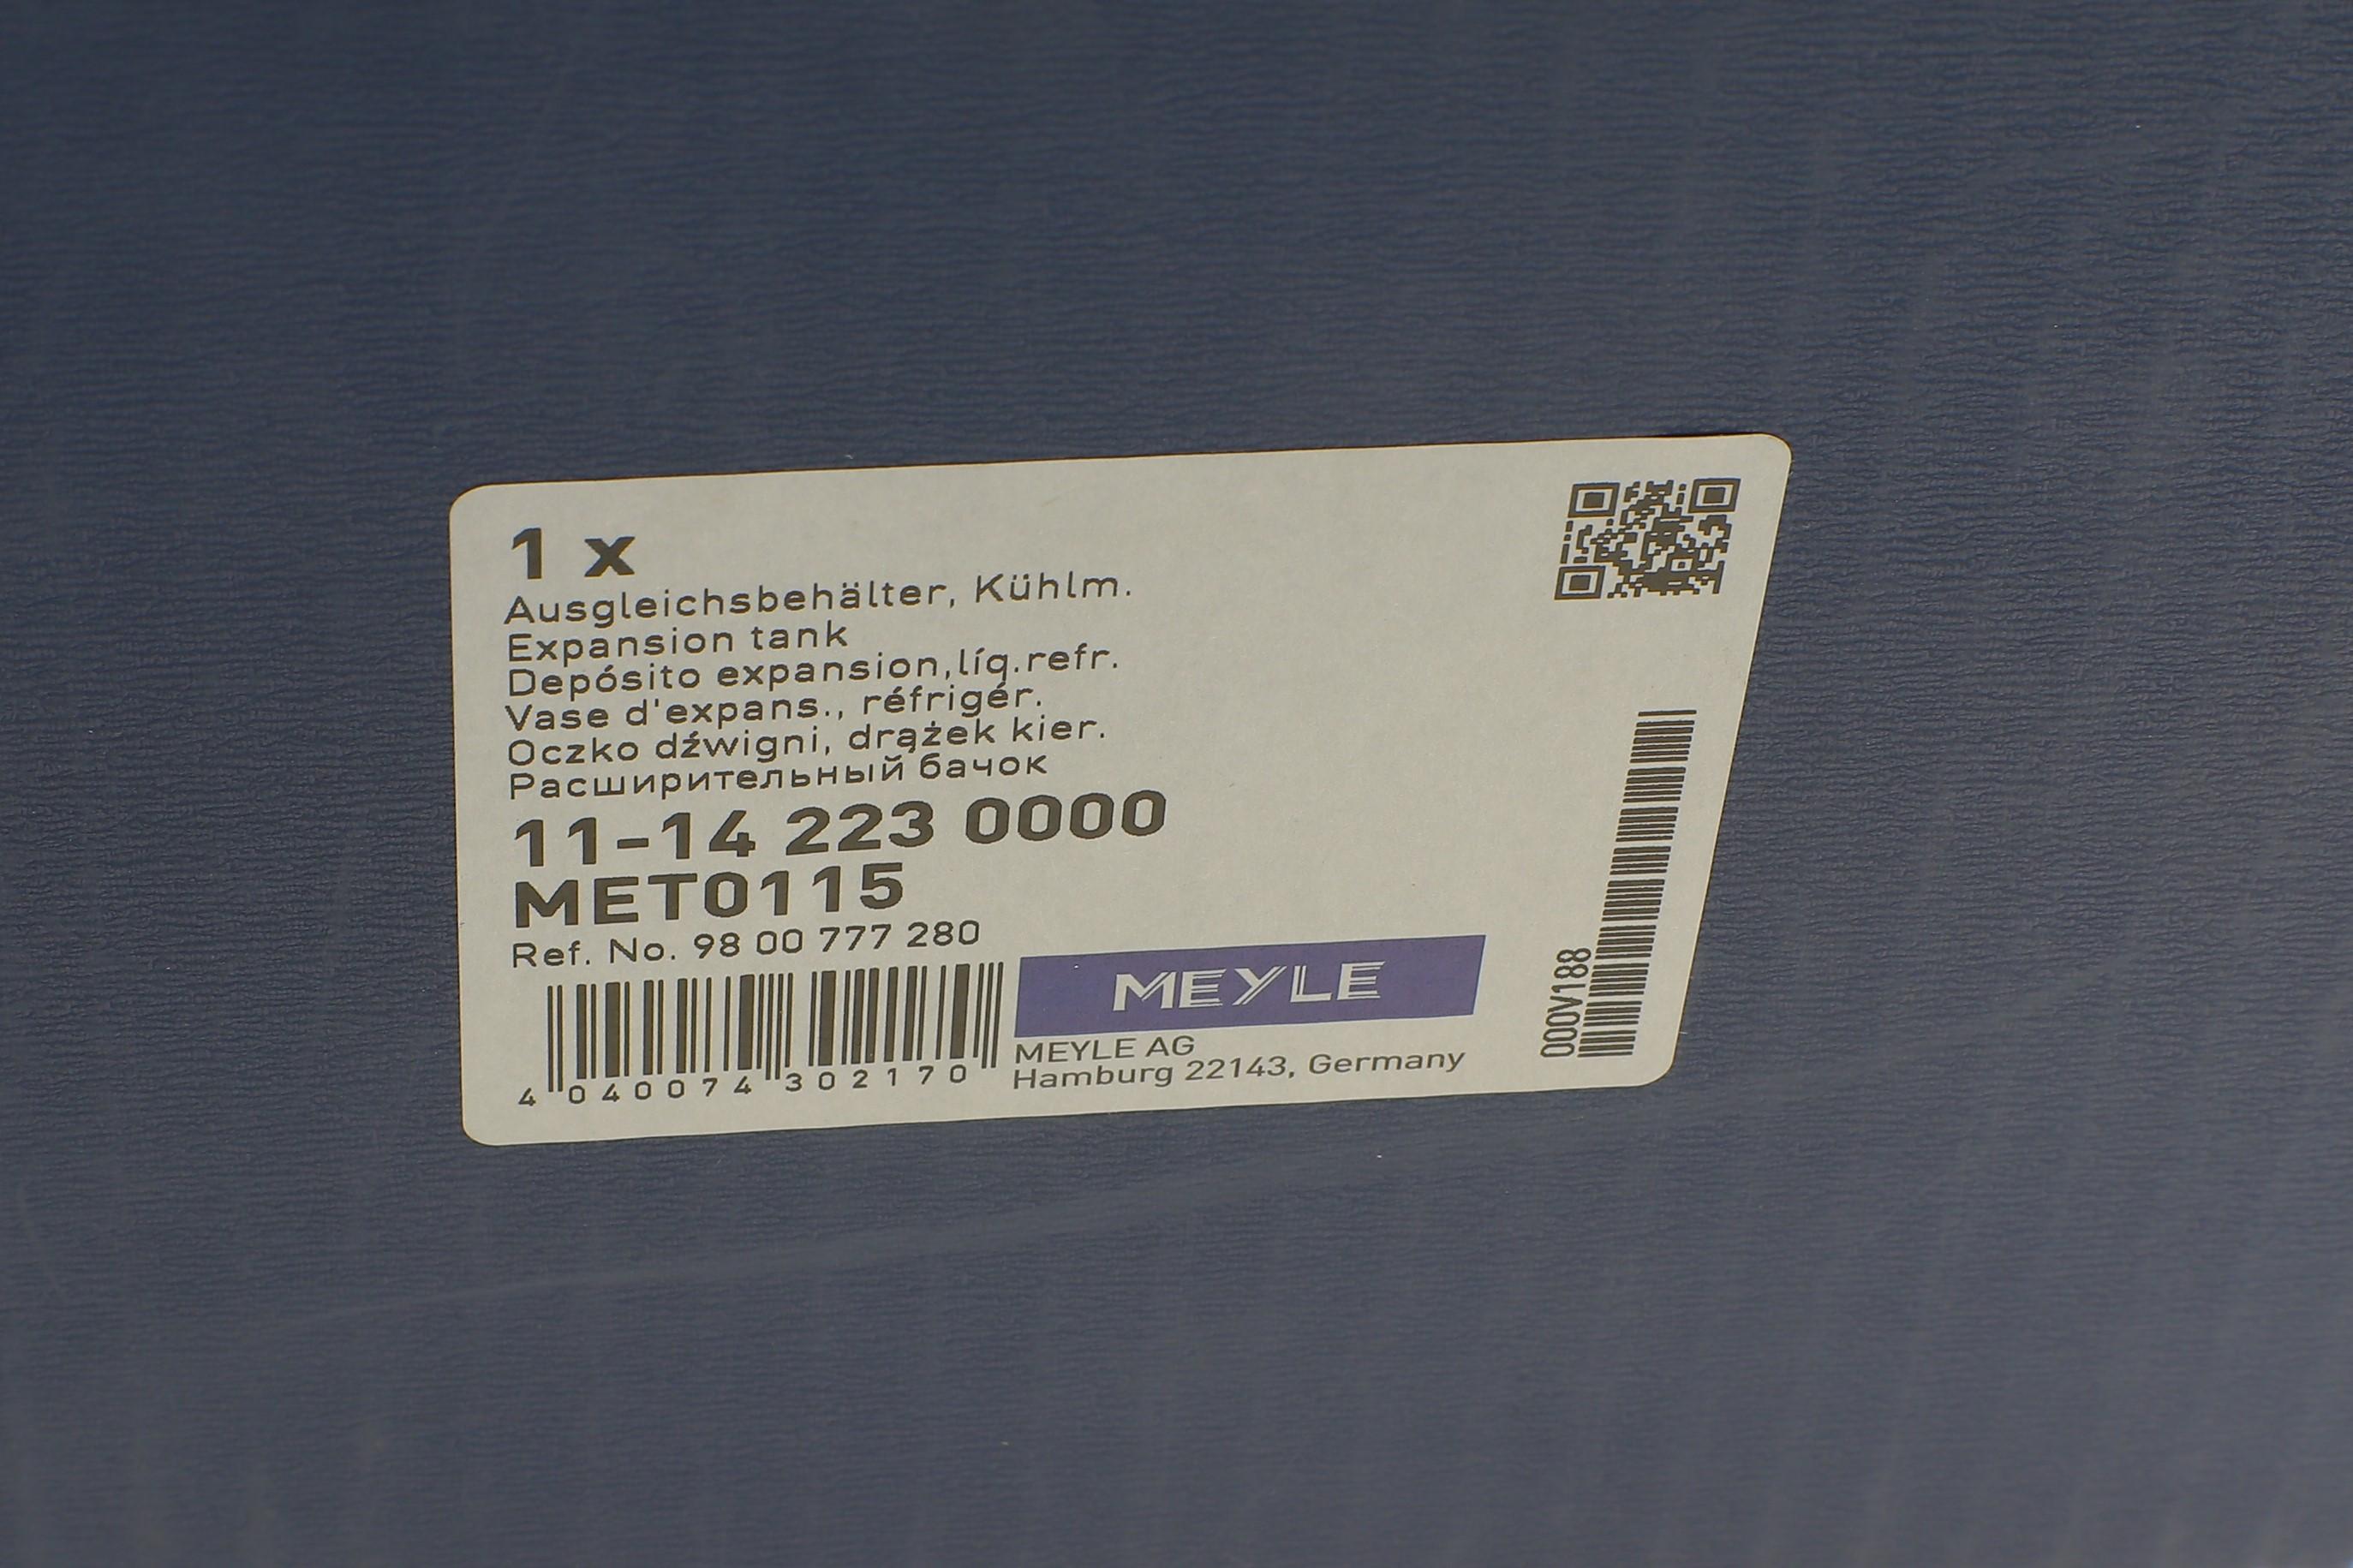 1 x
Ausgleichsbehälter, Kühlm.
Expansion tank
Depósito expansion,líq.refr.
Vase d'expans., réfrigér.
Oczko dźwigni, drążek kier.
Расширительный бачок
11-14 223 0000
MET0115
Ref. No. 98 00 777 280
4 040074 302170
MEYLE
MEYLE AG
Hamburg 22143, Germany
000V188